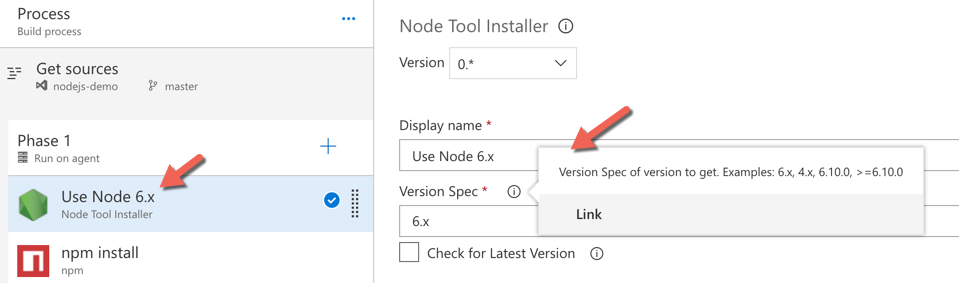 Process
Build process
Get sources
nodejs-demo master
Phase 1
Run on agent
Use Node 6.x
Node Tool Installer
npm install
npm
Node Tool Installer
Version 0.*
Display name *
Use Node 6.x
Version Spec *
6.x
Version Spec of version to get. Examples: 6.x, 4.x, 6.10.0, >=6.10.0
Link
Check for Latest Version